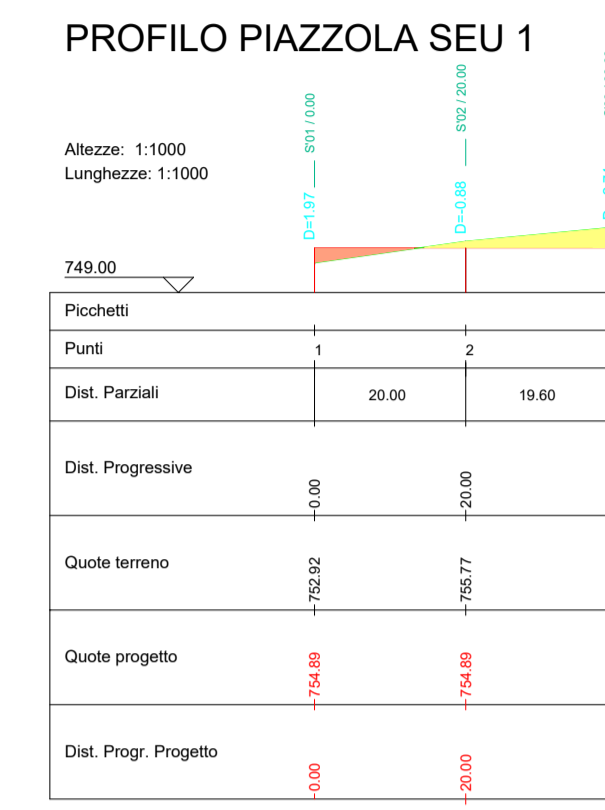 PROFILO PIAZZOLA SEU 1
Altezze: 1:1000
Lunghezze: 1:1000
D=1.97 S'01 / 0.00
D=-0.88 S'02 / 20.00
749.00
Picchetti
Punti 1 2
Dist. Parziali 20.00 19.60
Dist. Progressive 0.00 20.00
Quote terreno 752.92 755.77
Quote progetto 754.89 754.89
Dist. Progr. Progetto 0.00 20.00